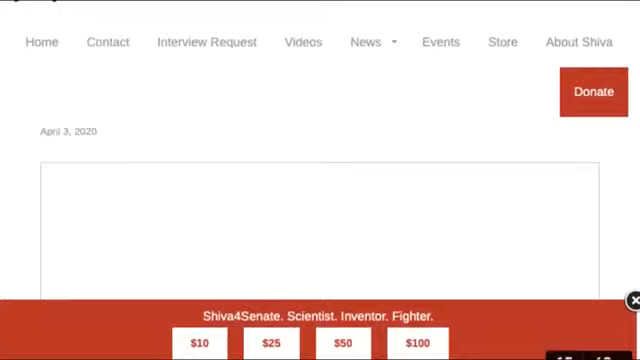 Home Contact Interview Request Videos News Events Store About Shiva
Donate
April 3, 2020
Shiva4Senate. Scientist. Inventor. Fighter.
$10 $25 $50 $100